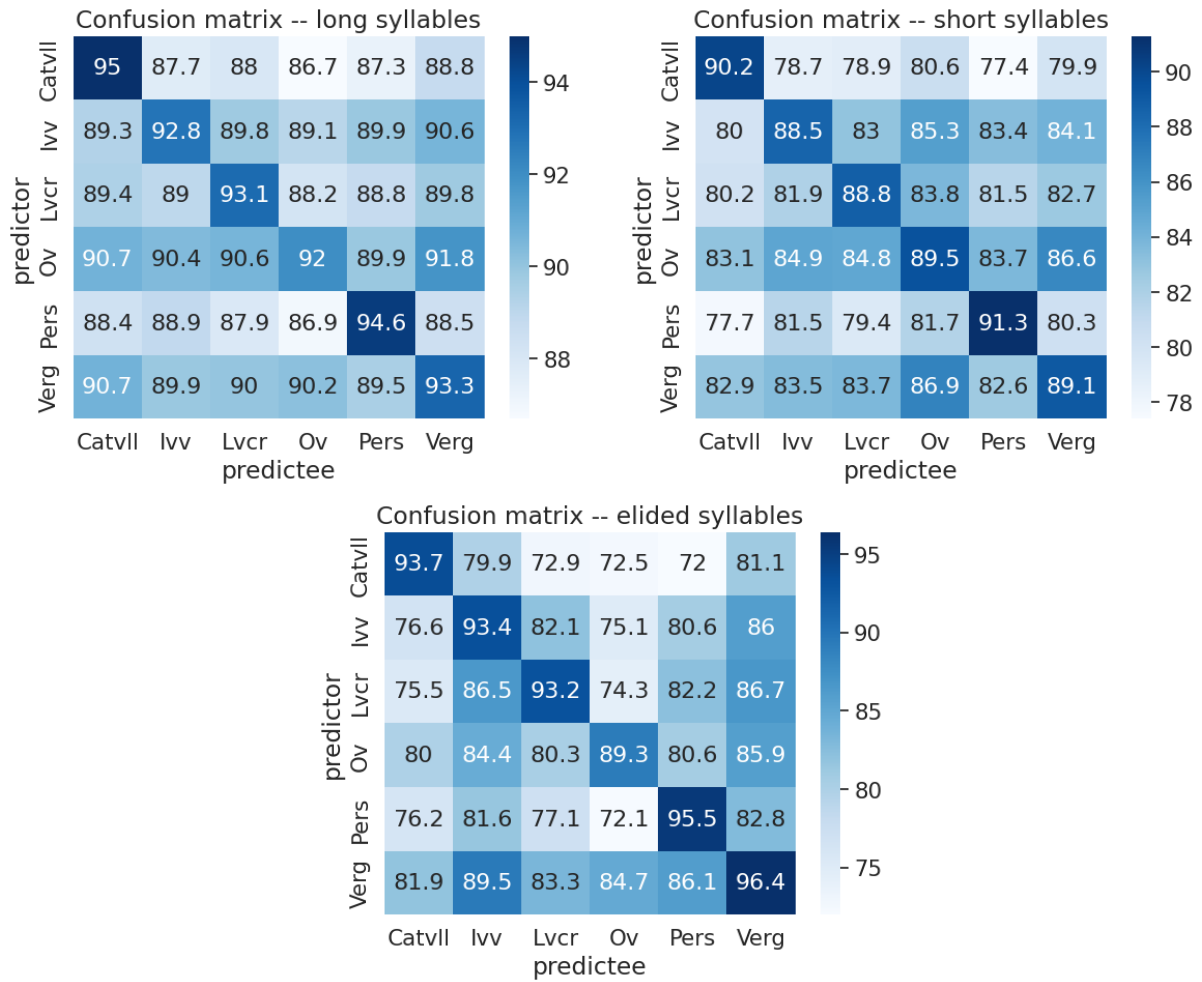 Confusion matrix -- long syllables
predictor
Catvll 95 87.7 88 86.7 87.3 88.8
Ivv 89.3 92.8 89.8 89.1 89.9 90.6
Lvcr 89.4 89 93.1 88.2 88.8 89.8
Ov 90.7 90.4 90.6 92 89.9 91.8
Pers 88.4 88.9 87.9 86.9 94.6 88.5
Verg 90.7 89.9 90 90.2 89.5 93.3
Catvll Ivv Lvcr Ov Pers Verg
predictee
94
92
90
88
Confusion matrix -- short syllables
predictor
Catvll 90.2 78.7 78.9 80.6 77.4 79.9
Ivv 80 88.5 83 85.3 83.4 84.1
Lvcr 80.2 81.9 88.8 83.8 81.5 82.7
Ov 83.1 84.9 84.8 89.5 83.7 86.6
Pers 77.7 81.5 79.4 81.7 91.3 80.3
Verg 82.9 83.5 83.7 86.9 82.6 89.1
Catvll Ivv Lvcr Ov Pers Verg
predictee
90
88
86
84
82
80
78
Confusion matrix -- elided syllables
predictor
Catvll 93.7 79.9 72.9 72.5 72 81.1
Ivv 76.6 93.4 82.1 75.1 80.6 86
Lvcr 75.5 86.5 93.2 74.3 82.2 86.7
Ov 80 84.4 80.3 89.3 80.6 85.9
Pers 76.2 81.6 77.1 72.1 95.5 82.8
Verg 81.9 89.5 83.3 84.7 86.1 96.4
Catvll Ivv Lvcr Ov Pers Verg
predictee
95
90
85
80
75